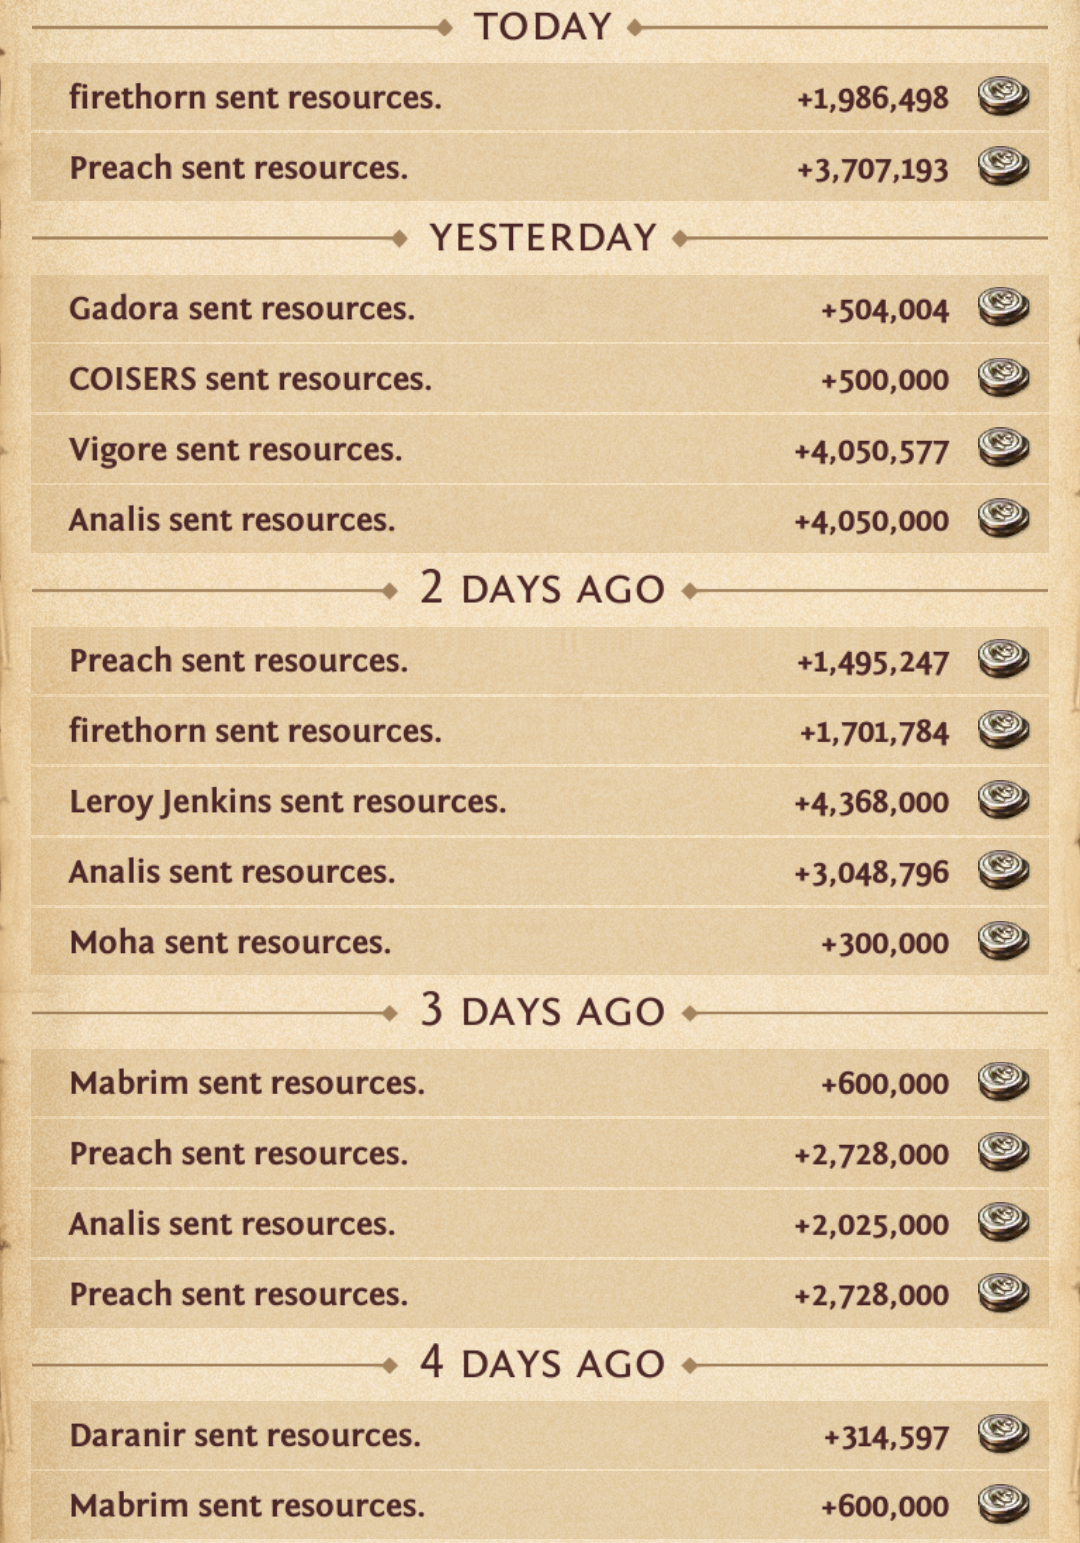 TODAY
firethorn sent resources. +1,986,498
Preach sent resources. +3,707,193
YESTERDAY
Gadora sent resources. +504,004
COISERS sent resources. +500,000
Vigore sent resources. +4,050,577
Analis sent resources. +4,050,000
2 DAYS AGO
Preach sent resources. +1,495,247
firethorn sent resources. +1,701,784
Leroy Jenkins sent resources. +4,368,000
Analis sent resources. +3,048,796
Moha sent resources. +300,000
3 DAYS AGO
Mabrim sent resources. +600,000
Preach sent resources. +2,728,000
Analis sent resources. +2,025,000
Preach sent resources. +2,728,000
4 DAYS AGO
Daranir sent resources. +314,597
Mabrim sent resources. +600,000